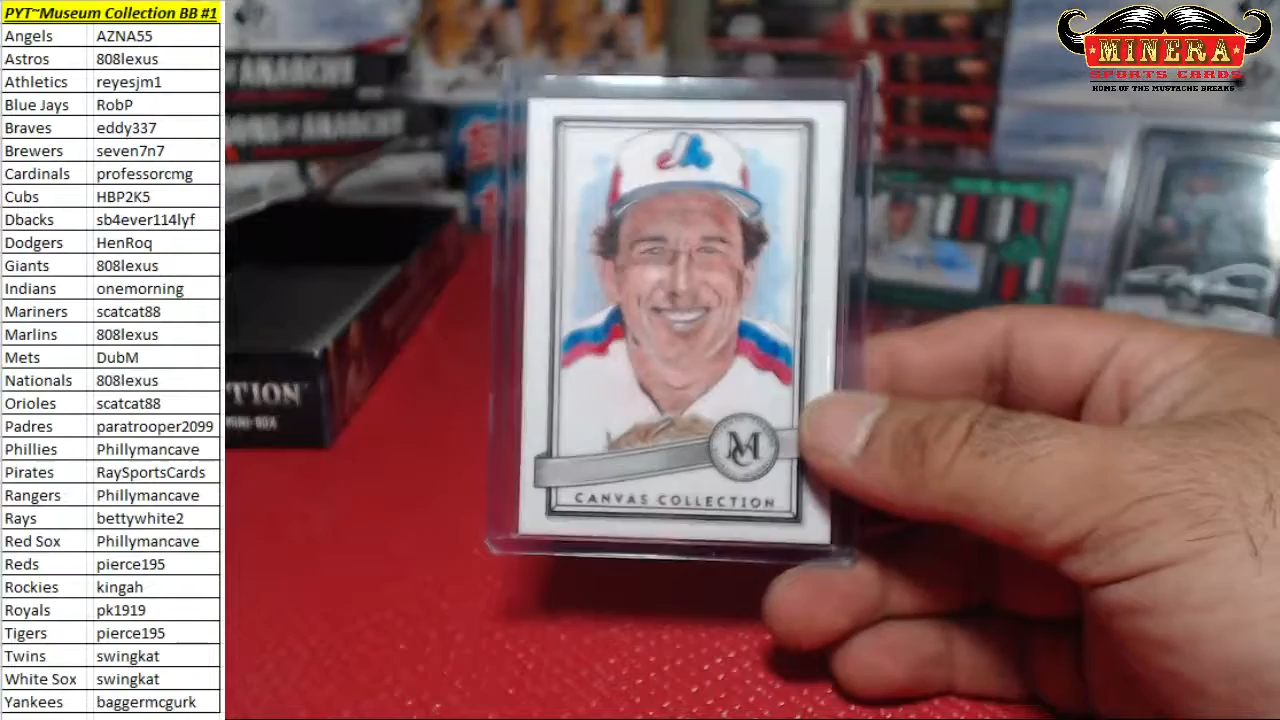 PYT~Museum Collection BB #1
Angels AZNA55
Astros 808lexus
Athletics reyesjm1
Blue Jays RobP
Braves eddy337
Brewers seven7n7
Cardinals professorcmg
Cubs HBP2K5
Dbacks sb4ever114lyf
Dodgers HenRoq
Giants 808lexus
Indians onemorning
Mariners scatcat88
Marlins 808lexus
Mets DubM
Nationals 808lexus
Orioles scatcat88
Padres paratrooper2099
Phillies Phillymancave
Pirates RaySportsCards
Rangers Phillymancave
Rays bettywhite2
Red Sox Phillymancave
Reds pierce195
Rockies kingah
Royals pk1919
Tigers pierce195
Twins swingkat
White Sox swingkat
Yankees baggermcgurk
MINERA
SPORTS CARDS
HOME OF THE MUSTACHE BREAKS
ANARCHY
ANARCHY
TION
MC
CANVAS COLLECTION